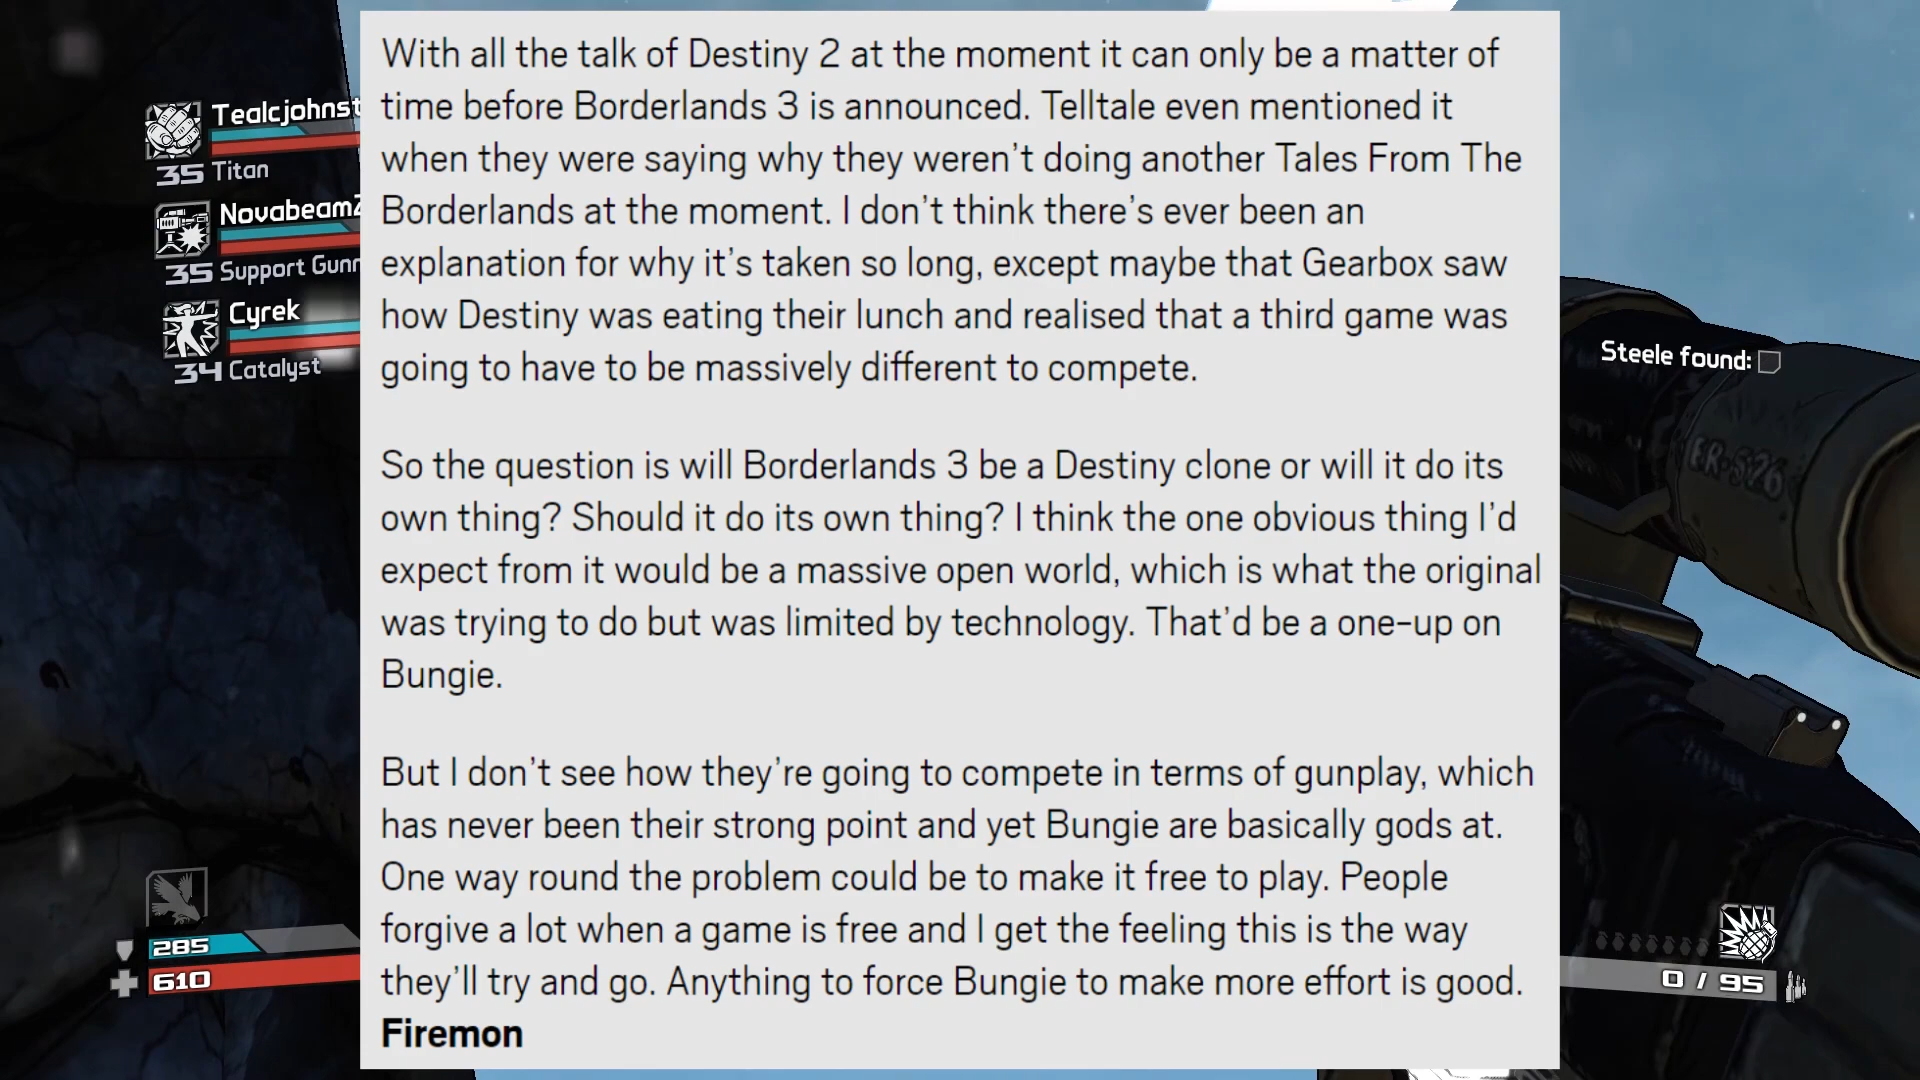 With all the talk of Destiny 2 at the moment it can only be a matter of
time before Borderlands 3 is announced. Telltale even mentioned it
when they were saying why they weren't doing another Tales From The
Borderlands at the moment. I don't think there's ever been an
explanation for why it's taken so long, except maybe that Gearbox saw
how Destiny was eating their lunch and realised that a third game was
going to have to be massively different to compete.
So the question is will Borderlands 3 be a Destiny clone or will it do its
own thing? Should it do its own thing? I think the one obvious thing I'd
expect from it would be a massive open world, which is what the original
was trying to do but was limited by technology. That'd be a one-up on
Bungie.
But I don't see how they're going to compete in terms of gunplay, which
has never been their strong point and yet Bungie are basically gods at.
One way round the problem could be to make it free to play. People
forgive a lot when a game is free and I get the feeling this is the way
they'll try and go. Anything to force Bungie to make more effort is good.
Firemon
Tealcjohnst
35 Titan
Novabeam
35 Support Gunn
Cyrek
34 Catalyst
285
610
Steele found:
ER-526
0 / 95